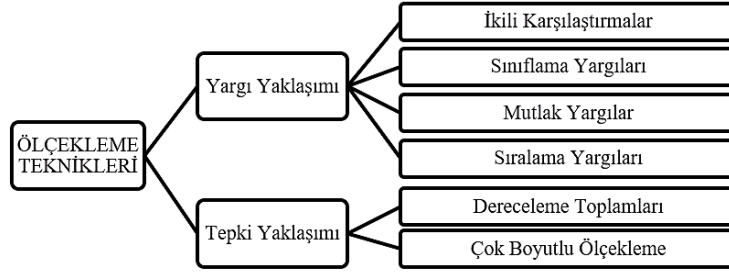 ÖLÇEKLEME
TEKNİKLERİ
Yargı Yaklaşımı
İkili Karşılaştırmalar
Sınıflama Yargıları
Mutlak Yargılar
Sıralama Yargıları
Tepki Yaklaşımı
Dereceleme Toplamları
Çok Boyutlu Ölçekleme